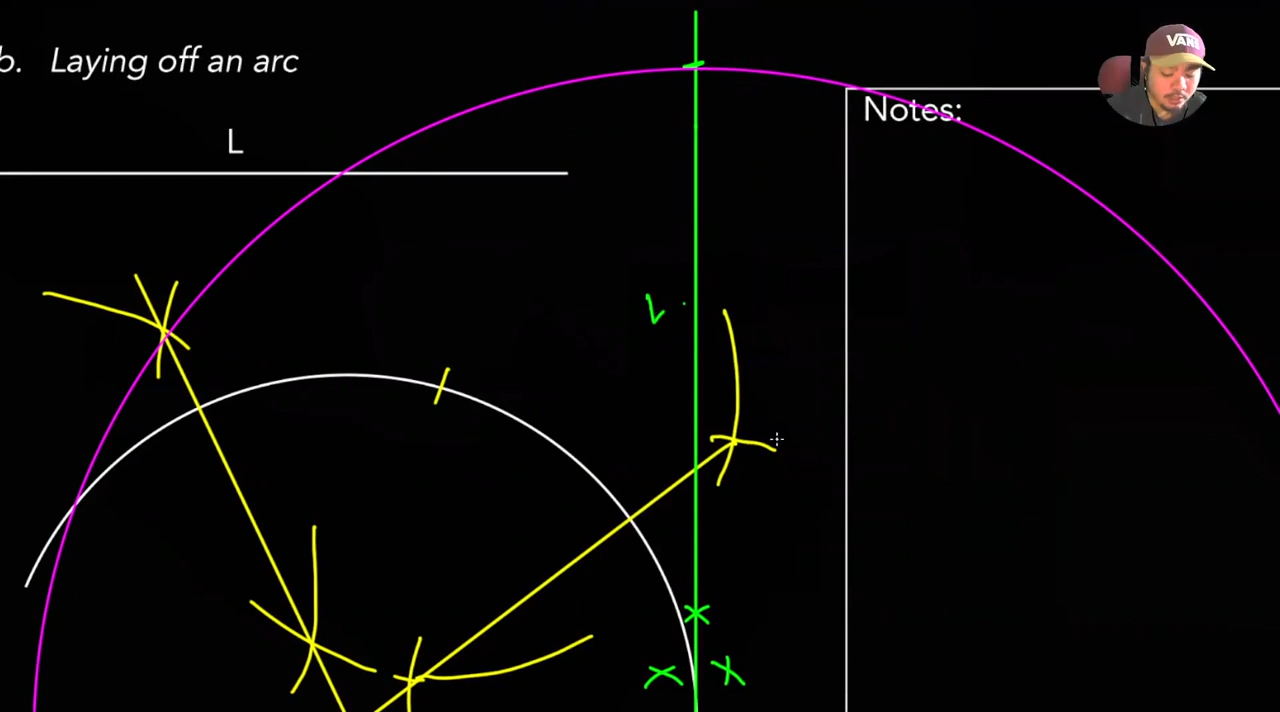 b. Laying off an arc
VANS
Notes:
L
L